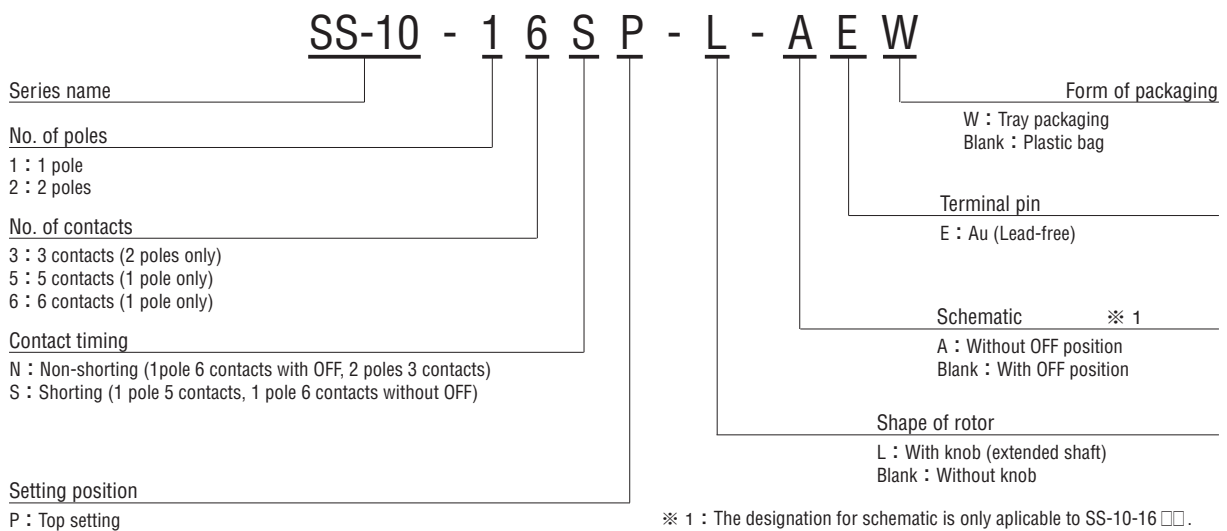 SS-10 - 1 6 S P - L - A E W
Series name
No. of poles
1 : 1 pole
2 : 2 poles
No. of contacts
3 : 3 contacts (2 poles only)
5 : 5 contacts (1 pole only)
6 : 6 contacts (1 pole only)
Contact timing
N : Non-shorting (1pole 6 contacts with OFF, 2 poles 3 contacts)
S : Shorting (1 pole 5 contacts, 1 pole 6 contacts without OFF)
Setting position
P : Top setting
Form of packaging
W : Tray packaging
Blank : Plastic bag
Terminal pin
E : Au (Lead-free)
Schematic ※ 1
A : Without OFF position
Blank : With OFF position
Shape of rotor
L : With knob (extended shaft)
Blank : Without knob
※ 1 : The designation for schematic is only aplicable to SS-10-16 □□.